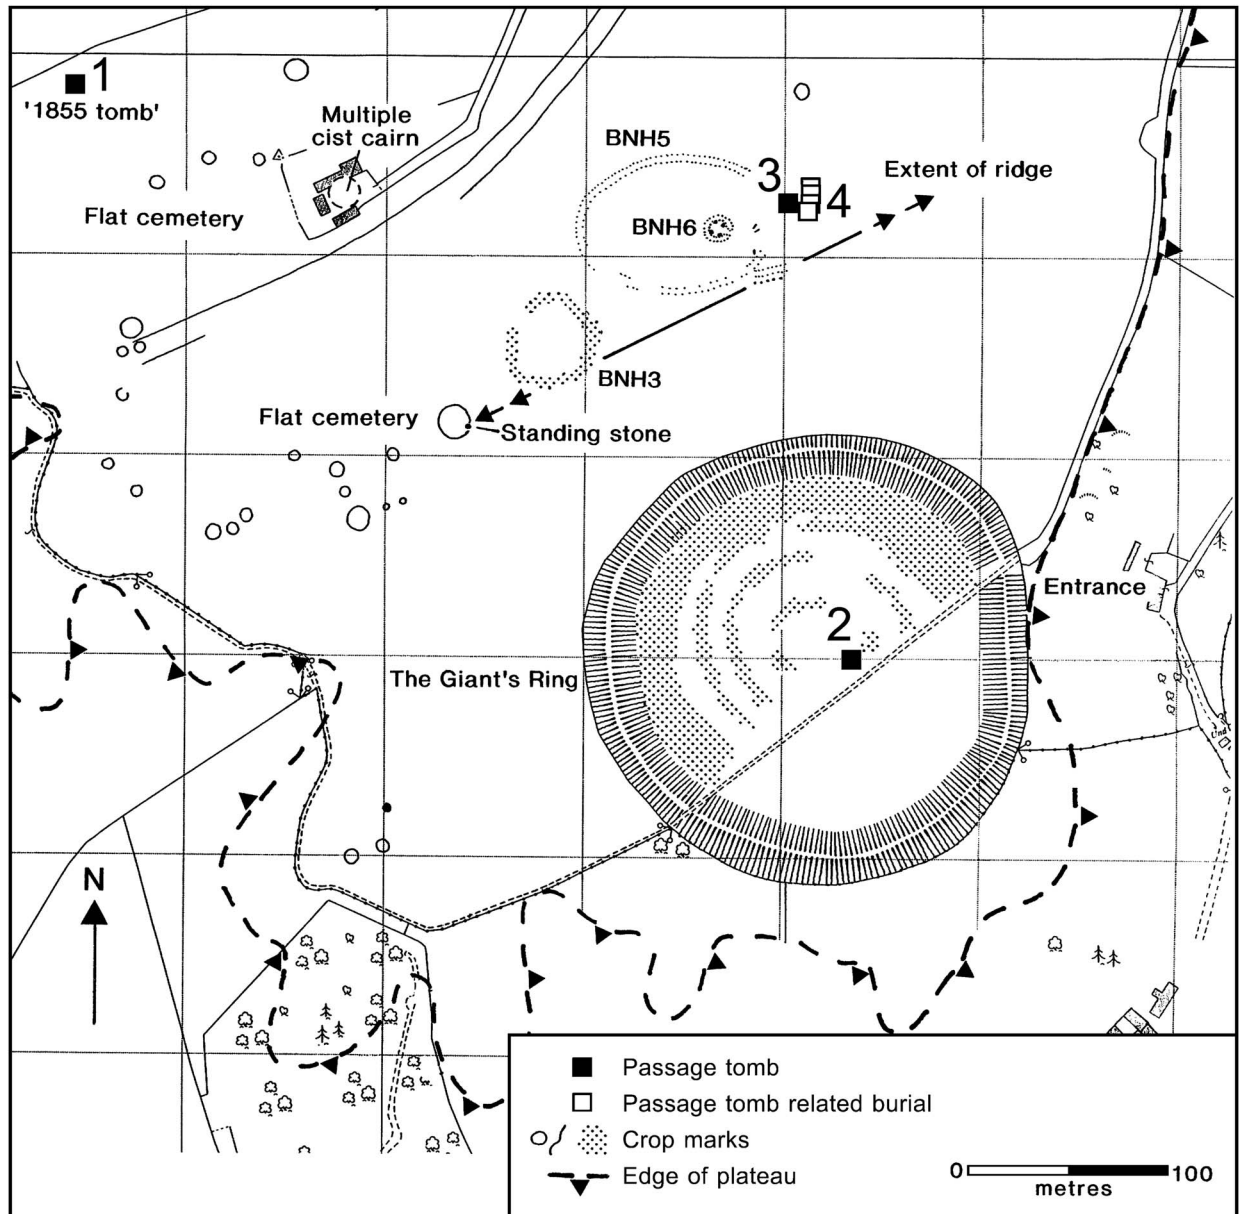 1
'1855 tomb'
Multiple
cist cairn
Flat cemetery
BNH5
3
4
Extent of ridge
BNH6
BNH3
Flat cemetery
Standing stone
Entrance
2
The Giant's Ring
Und
N
Passage tomb
Passage tomb related burial
Crop marks
Edge of plateau
0
100
metres